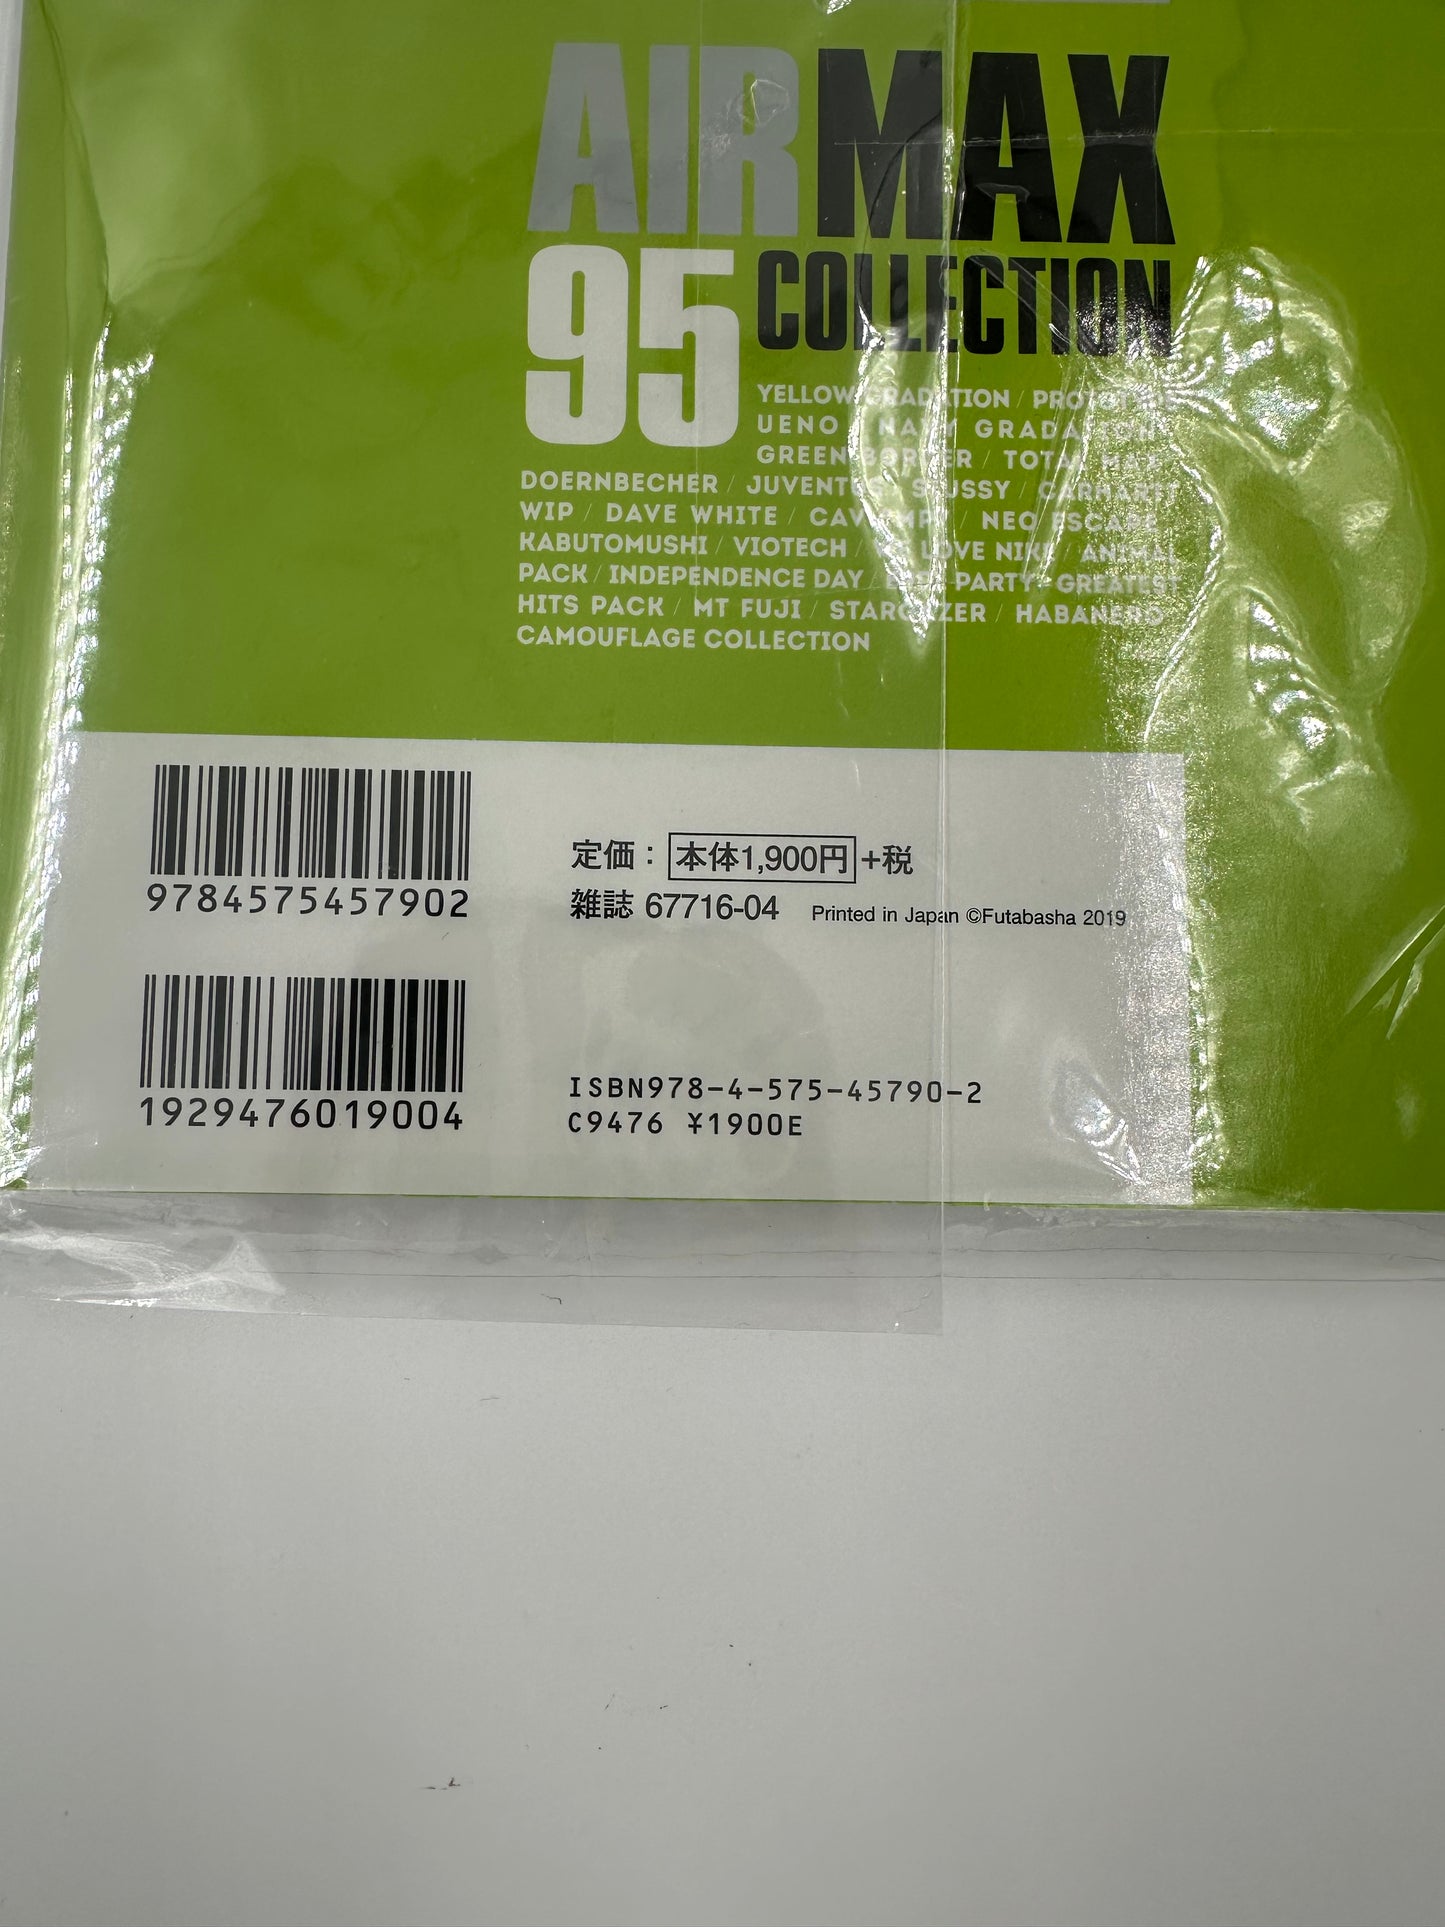 AIRMAX
95 COLLECTION
YELLOW GRADATION / PROTOTYPE
UENO / NAVY GRADATION
GREEN BORDER / TOTAL MAX
DOERNBECHER / JUVENTUS / STUSSY / CARHARTT
WIP / DAVE WHITE / / NEO ESCAPE
KABUTOMUSHI / VIOTECH / WE LOVE NIKE / ANIMAL
PACK / INDEPENDENCE DAY / PARTY / GREATEST
HITS PACK / MT FUJI / STARGAZER / HABANERO
CAMOUFLAGE COLLECTION
9784575457902
定価：本体1,900円+税
雑誌 67716-04 Printed in Japan ©Futabasha 2019
1929476019004
ISBN978-4-575-45790-2
C9476 ¥1900E